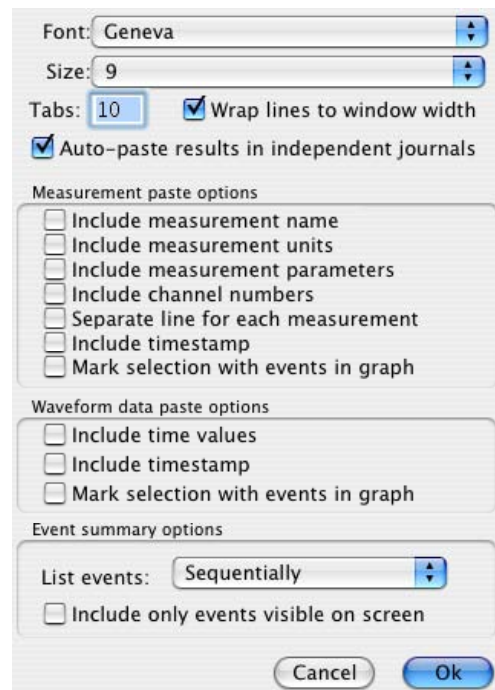 Font: Geneva
Size: 9
Tabs: 10 Wrap lines to window width
Auto-paste results in independent journals
Measurement paste options
Include measurement name
Include measurement units
Include measurement parameters
Include channel numbers
Separate line for each measurement
Include timestamp
Mark selection with events in graph
Waveform data paste options
Include time values
Include timestamp
Mark selection with events in graph
Event summary options
List events: Sequentially
Include only events visible on screen
Cancel Ok